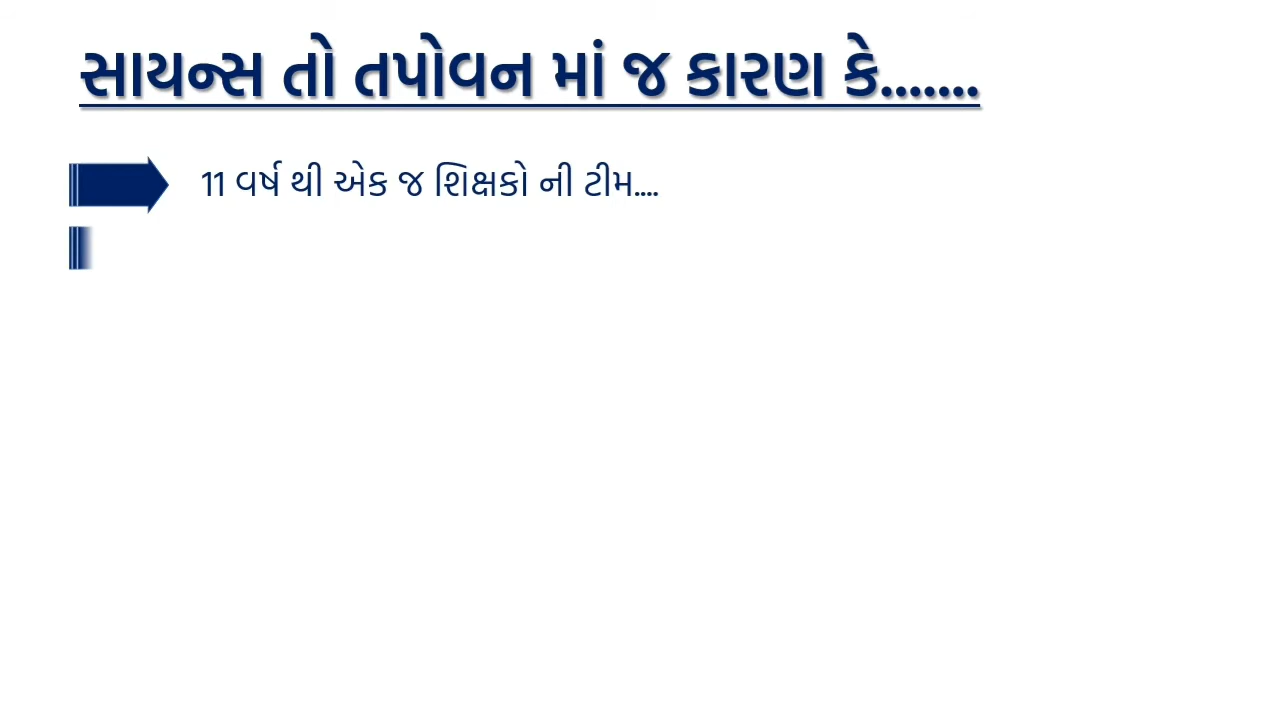 સાયન્સ તો તપોવન માં જ કારણ કે.......
11 વર્ષ થી એક જ શિક્ષકો ની ટીમ....